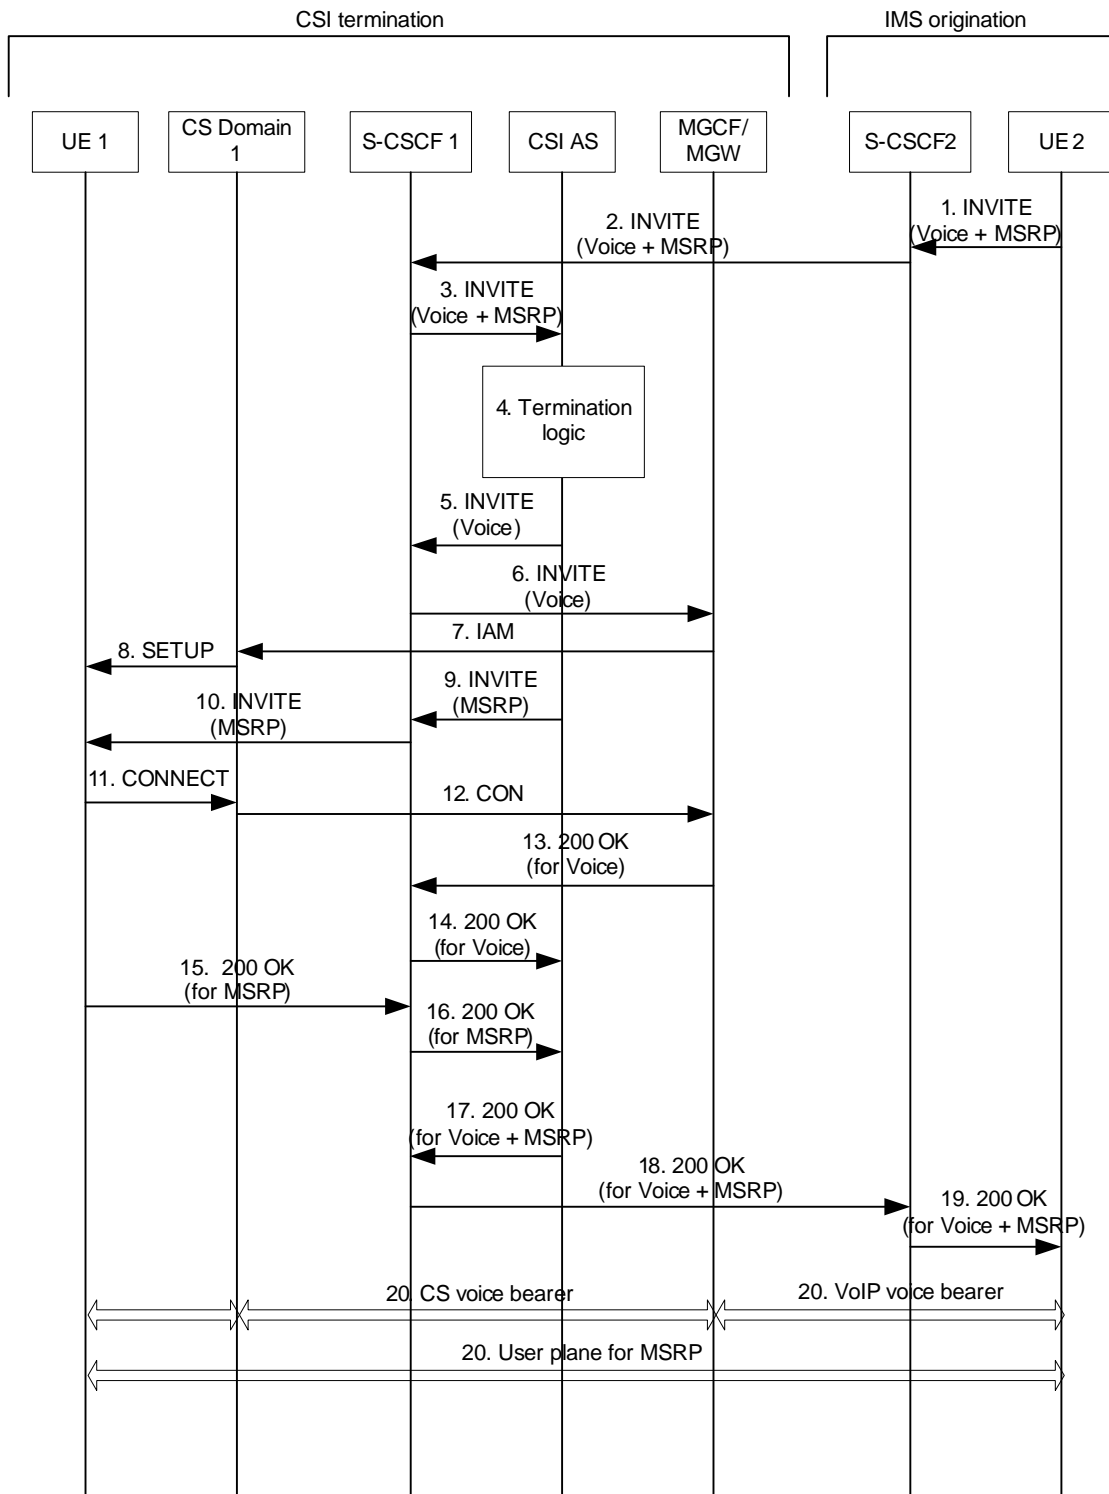 CSI termination
IMS origination
UE 1
CS Domain
1
S-CSCF 1
CSI AS
MGCF/
MGW
S-CSCF2
UE 2
1. INVITE
(Voice + MSRP)
2. INVITE
(Voice + MSRP)
3. INVITE
(Voice + MSRP)
4. Termination
logic
5. INVITE
(Voice)
6. INVITE
(Voice)
7. IAM
8. SETUP
9. INVITE
(MSRP)
10. INVITE
(MSRP)
11. CONNECT
12. CON
13. 200 OK
(for Voice)
14. 200 OK
(for Voice)
15. 200 OK
(for MSRP)
16. 200 OK
(for MSRP)
17. 200 OK
(for Voice + MSRP)
18. 200 OK
(for Voice + MSRP)
19. 200 OK
(for Voice + MSRP)
20. CS voice bearer
20. VoIP voice bearer
20. User plane for MSRP